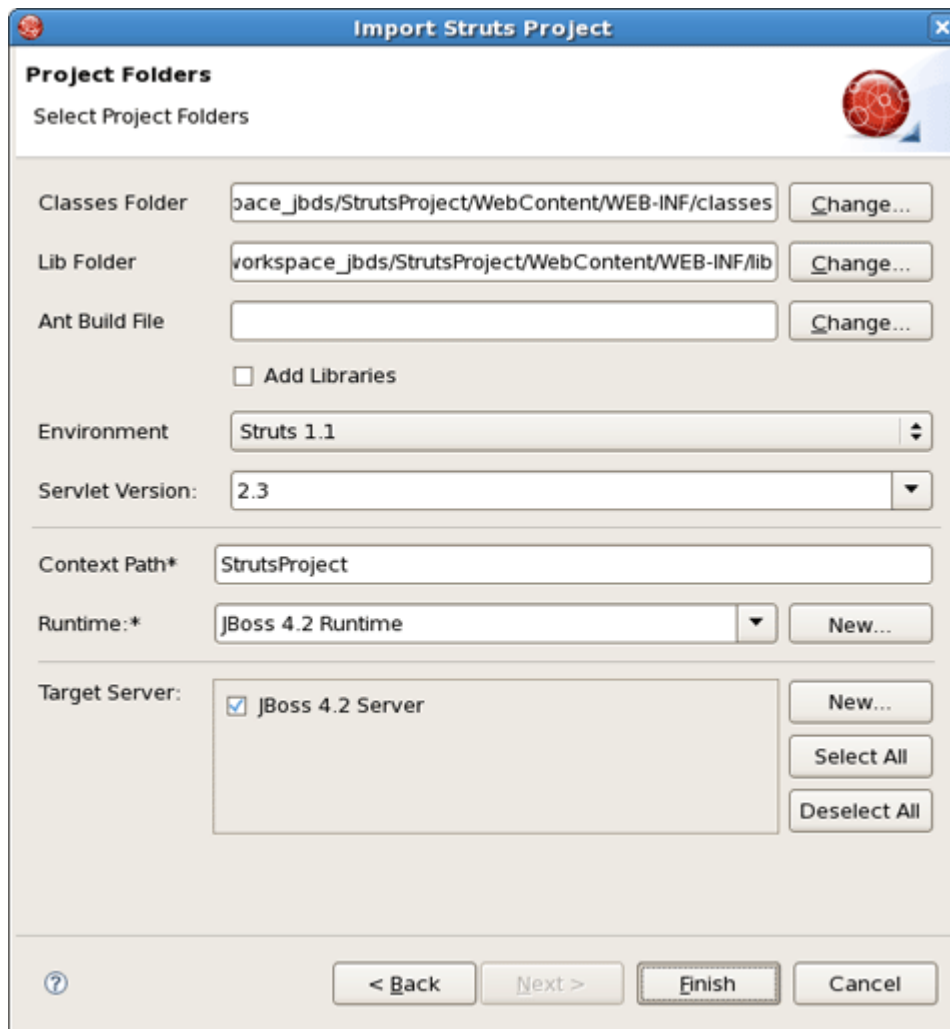 Import Struts Project
Project Folders
Select Project Folders
Classes Folder pace_jbds/StrutsProject/WebContent/WEB-INF/classes Change...
Lib Folder workspace_jbds/StrutsProject/WebContent/WEB-INF/lib Change...
Ant Build File Change...
Add Libraries
Environment Struts 1.1
Servlet Version: 2.3
Context Path* StrutsProject
Runtime:* JBoss 4.2 Runtime New...
Target Server: JBoss 4.2 Server New...
Select All
Deselect All
? < Back Next > Finish Cancel